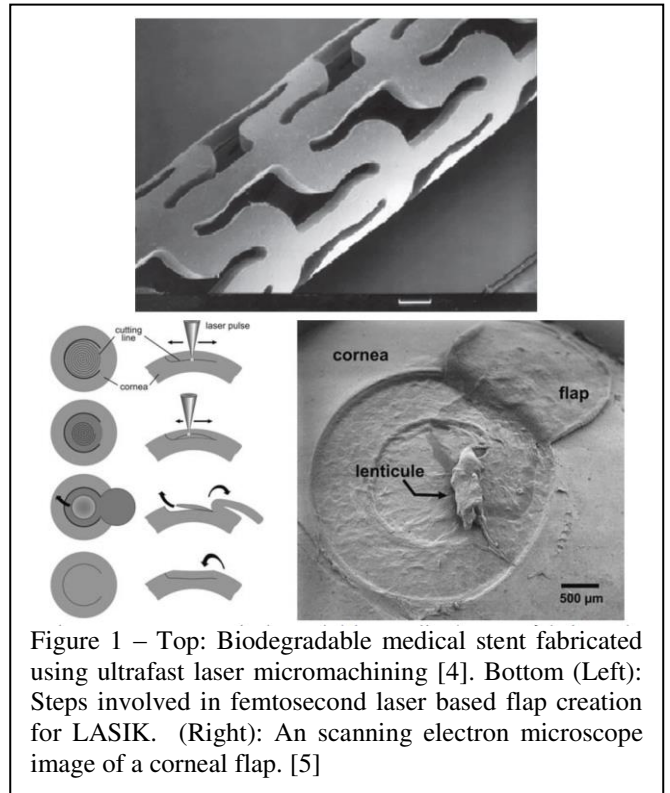 cutting
line
laser pulse
cornea
cornea
flap
lenticule
500 µm
Figure 1 – Top: Biodegradable medical stent fabricated
using ultrafast laser micromachining [4]. Bottom (Left):
Steps involved in femtosecond laser based flap creation
for LASIK. (Right): An scanning electron microscope
image of a corneal flap. [5]